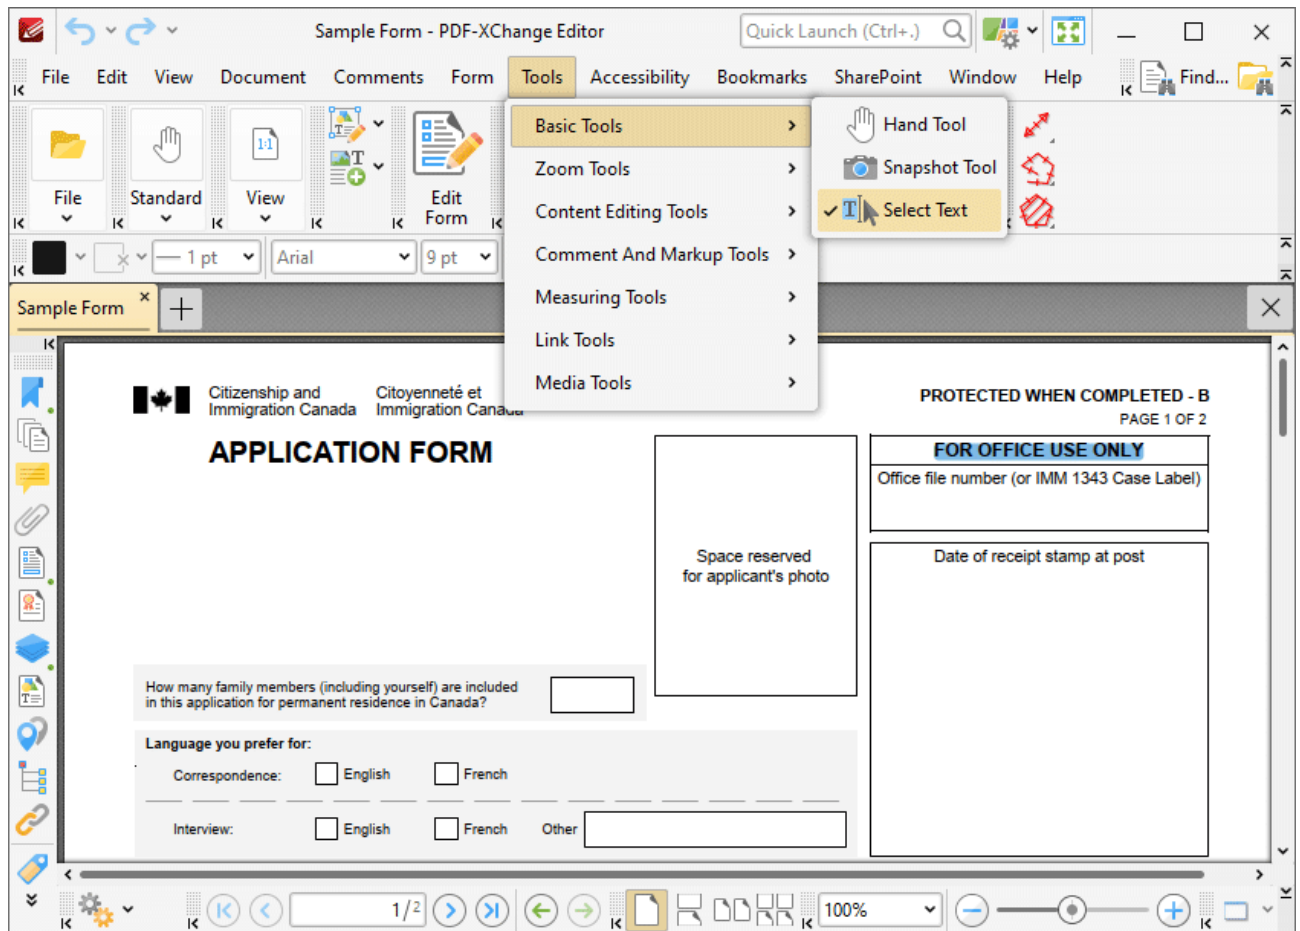 Sample Form - PDF-XChange Editor
Quick Launch (Ctrl+.)
File Edit View Document Comments Form Tools Accessibility Bookmarks SharePoint Window Help Find...
File
Standard
1:1
View
Edit
Form
Basic Tools
Zoom Tools
Content Editing Tools
Comment And Markup Tools
Measuring Tools
Link Tools
Media Tools
Hand Tool
Snapshot Tool
Select Text
1 pt
Arial
9 pt
Sample Form
Citizenship and
Immigration Canada
Citoyenneté et
Immigration Canada
PROTECTED WHEN COMPLETED - B
PAGE 1 OF 2
APPLICATION FORM
FOR OFFICE USE ONLY
Office file number (or IMM 1343 Case Label)
Space reserved
for applicant's photo
Date of receipt stamp at post
How many family members (including yourself) are included
in this application for permanent residence in Canada?
Language you prefer for:
Correspondence: English French
Interview: English French Other
1/2
100%